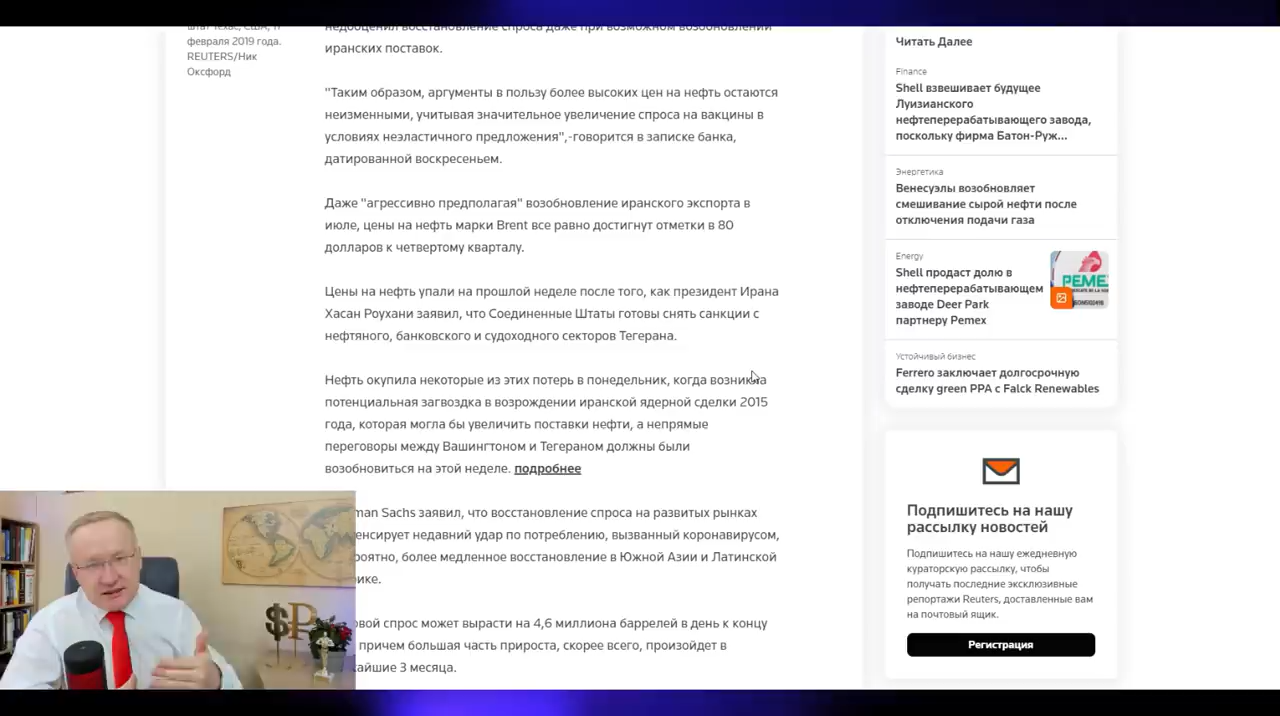 штат Техас, США, 11
февраля 2019 года.
REUTERS/Ник
Оксфорд
недооценил восстановление спроса даже при возможном возобновлении
иранских поставок.
"Таким образом, аргументы в пользу более высоких цен на нефть остаются
неизменными, учитывая значительное увеличение спроса на вакцины в
условиях неэластичного предложения",-говорится в записке банка,
датированной воскресеньем.
Даже "агрессивно предполагая" возобновление иранского экспорта в
июле, цены на нефть марки Brent все равно достигнут отметки в 80
долларов к четвертому кварталу.
Цены на нефть упали на прошлой неделе после того, как президент Ирана
Хасан Роухани заявил, что Соединенные Штаты готовы снять санкции с
нефтяного, банковского и судоходного секторов Тегерана.
Нефть окупила некоторые из этих потерь в понедельник, когда возникла
потенциальная загвоздка в возрождении иранской ядерной сделки 2015
года, которая могла бы увеличить поставки нефти, а непрямые
переговоры между Вашингтоном и Тегераном должны были
возобновиться на этой неделе. подробнее
man Sachs заявил, что восстановление спроса на развитых рынках
енсирует недавний удар по потреблению, вызванный коронавирусом,
роятно, более медленное восстановление в Южной Азии и Латинской
рике.
овой спрос может вырасти на 4,6 миллиона баррелей в день к концу
причем большая часть прироста, скорее всего, произойдет в
айшие 3 месяца.
Читать Далее
Finance
Shell взвешивает будущее
Луизианского
нефтеперерабатывающего завода,
поскольку фирма Батон-Руж...
Энергетика
Венесуэлы возобновляет
смешивание сырой нефти после
отключения подачи газа
Energy
Shell продаст долю в
нефтеперерабатывающем
заводе Deer Park
партнеру Pemex
PEME
Устойчивый бизнес
Ferrero заключает долгосрочную
сделку green PPA с Falck Renewables
Подпишитесь на нашу
рассылку новостей
Подпишитесь на нашу ежедневную
кураторскую рассылку, чтобы
получать последние эксклюзивные
репортажи Reuters, доставленные вам
на почтовый ящик.
Регистрация